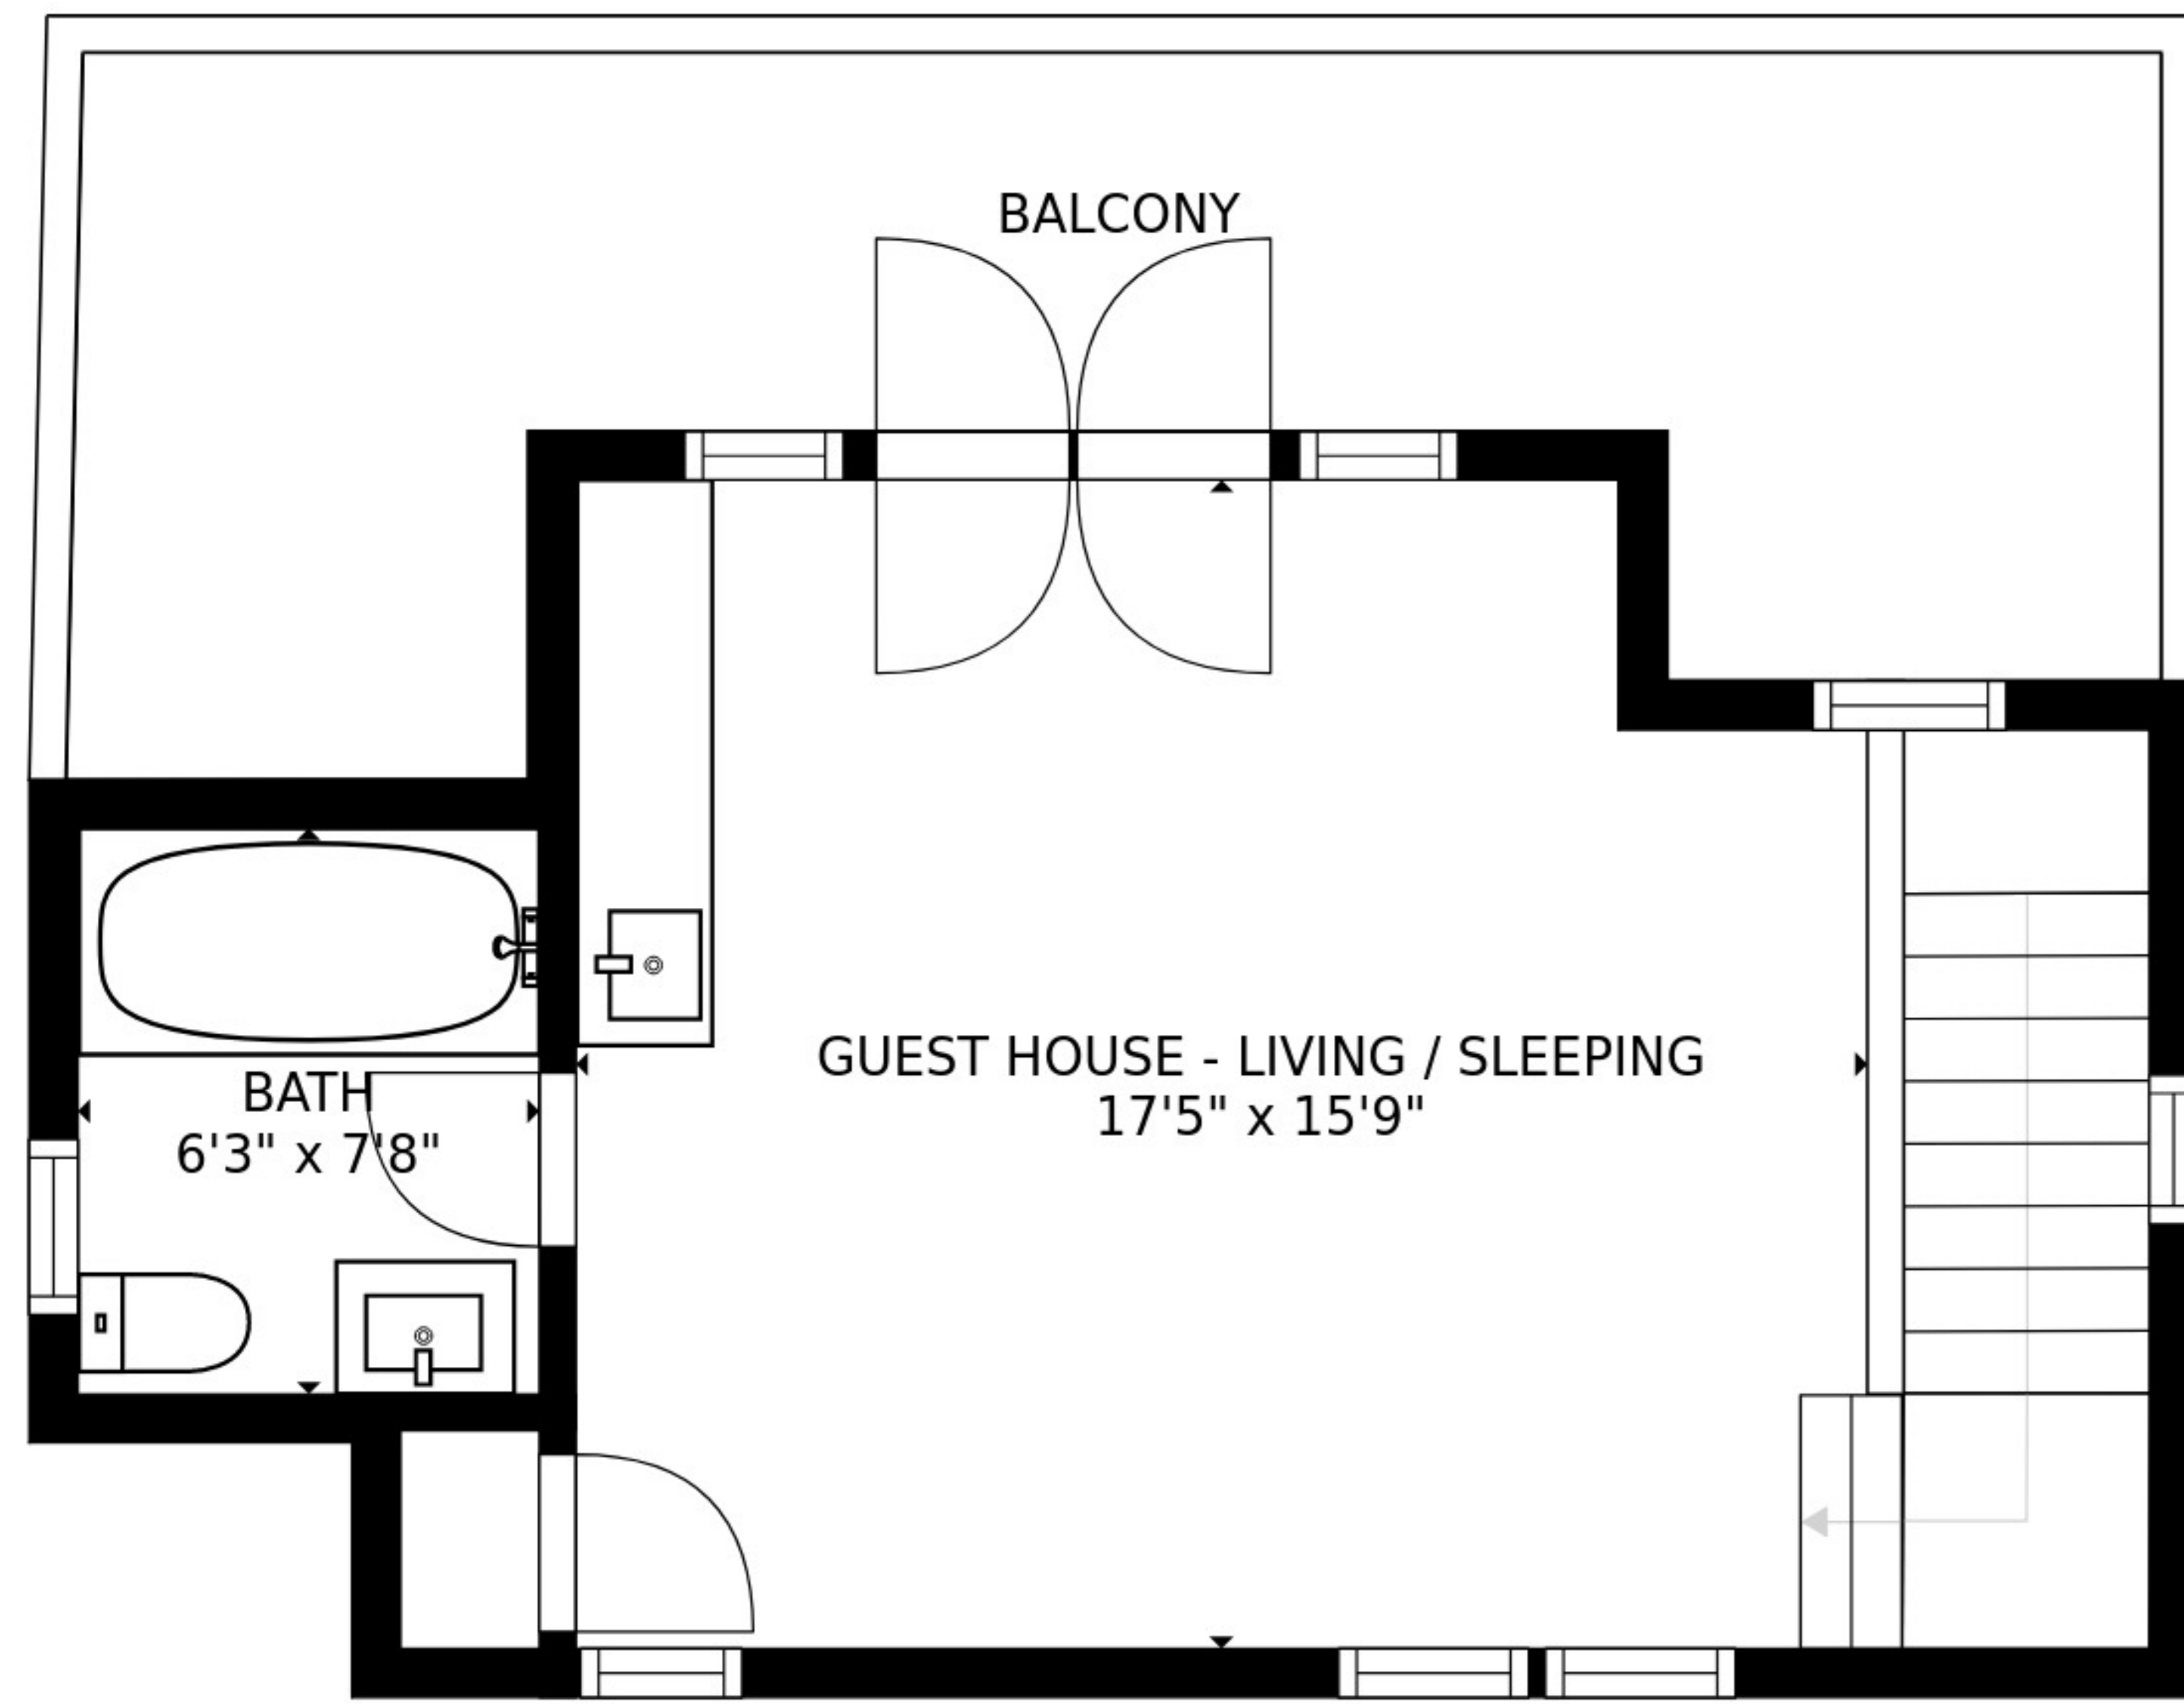 BALCONY
GUEST HOUSE - LIVING / SLEEPING
17'5" x 15'9"
BATH
6'3" x 7'8"